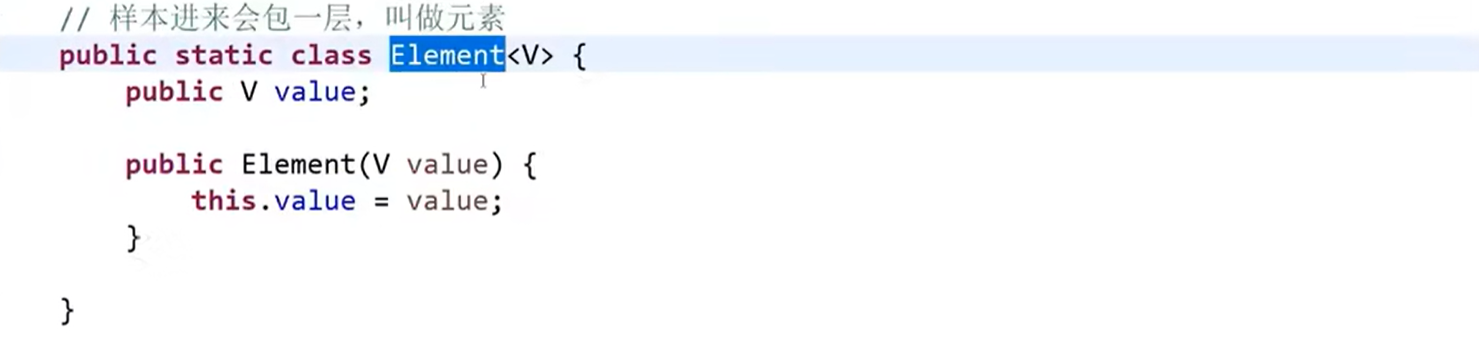 // 样本进来会包一层，叫做元素
public static class Element<V> {
public V value;
public Element(V value) {
this.value = value;
}
}